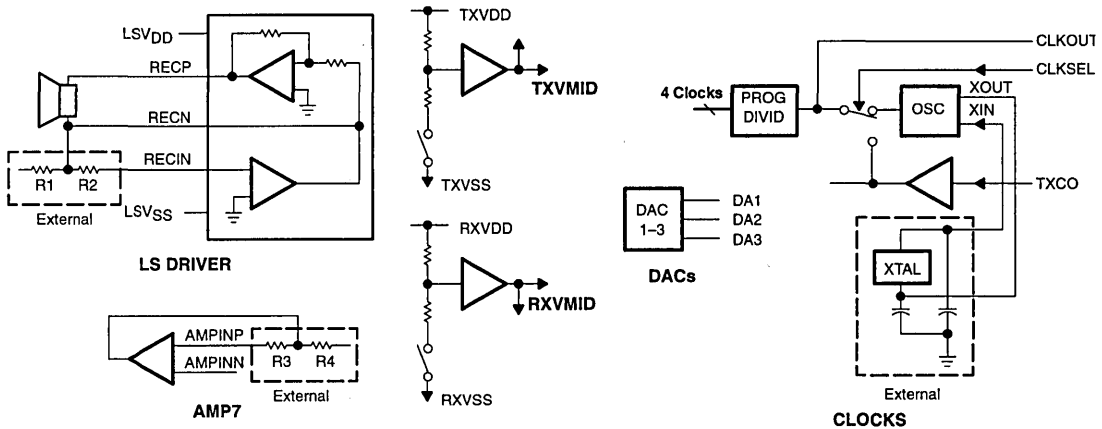 LSVDD
RECP
RECN
RECIN
R1 R2
External
LSVSS
LS DRIVER
AMPINP
AMPINN
R3 R4
External
AMP7
TXVDD
TXVMID
TXVSS
RXVDD
RXVMID
RXVSS
4 Clocks
PROG
DIVID
OSC
CLKOUT
CLKSEL
XOUT
XIN
TXCO
DAC
1–3
DA1
DA2
DA3
DACs
XTAL
External
CLOCKS